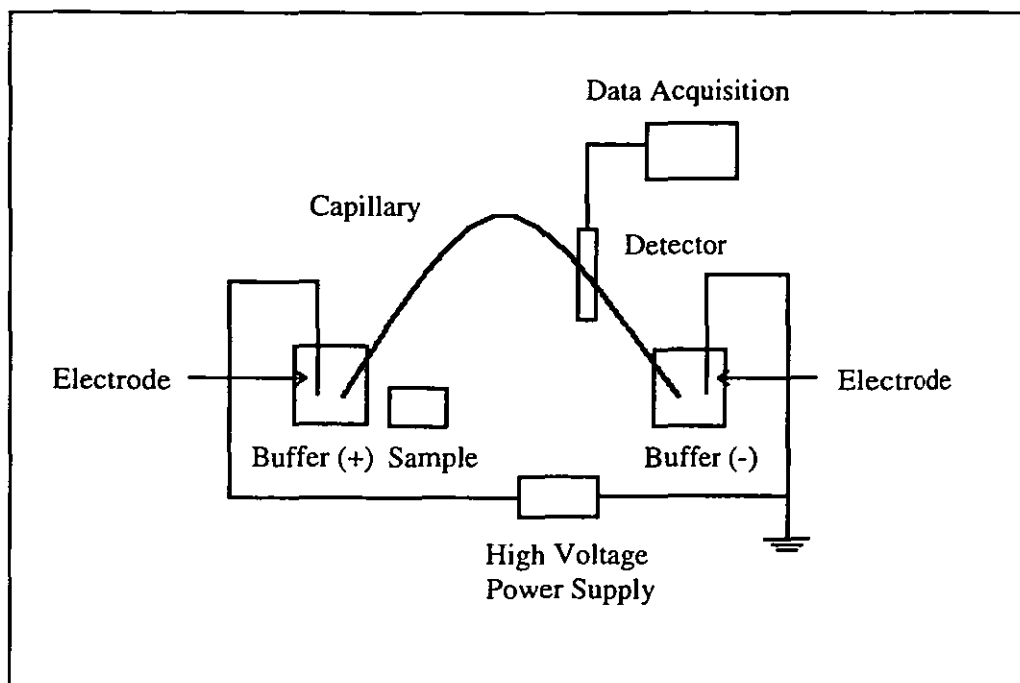 Data Acquisition
Capillary
Detector
Electrode
Electrode
Buffer (+)
Sample
Buffer (-)
High Voltage
Power Supply